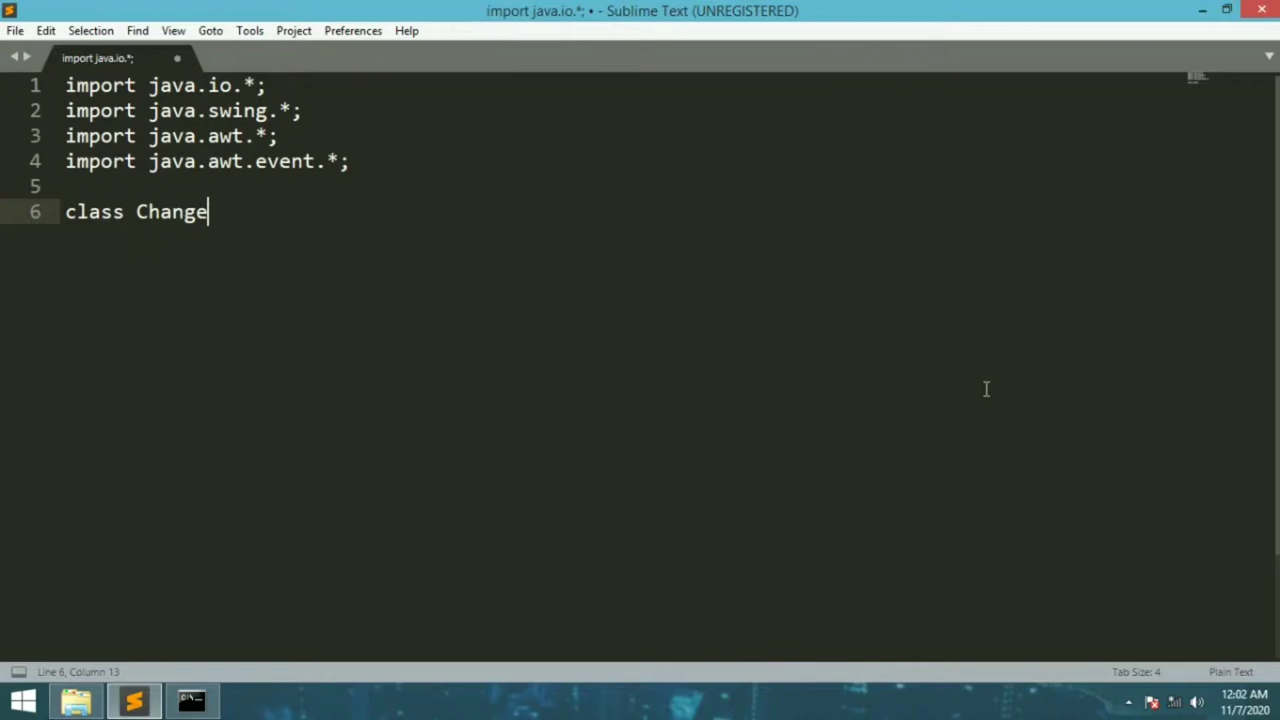 import java.io.*; • - Sublime Text (UNREGISTERED)
File Edit Selection Find View Goto Tools Project Preferences Help
import java.io.*;
1 import java.io.*;
2 import java.swing.*;
3 import java.awt.*;
4 import java.awt.event.*;
5
6 class Change
Line 6, Column 13 Tab Size: 4 Plain Text
12:02 AM
11/7/2020